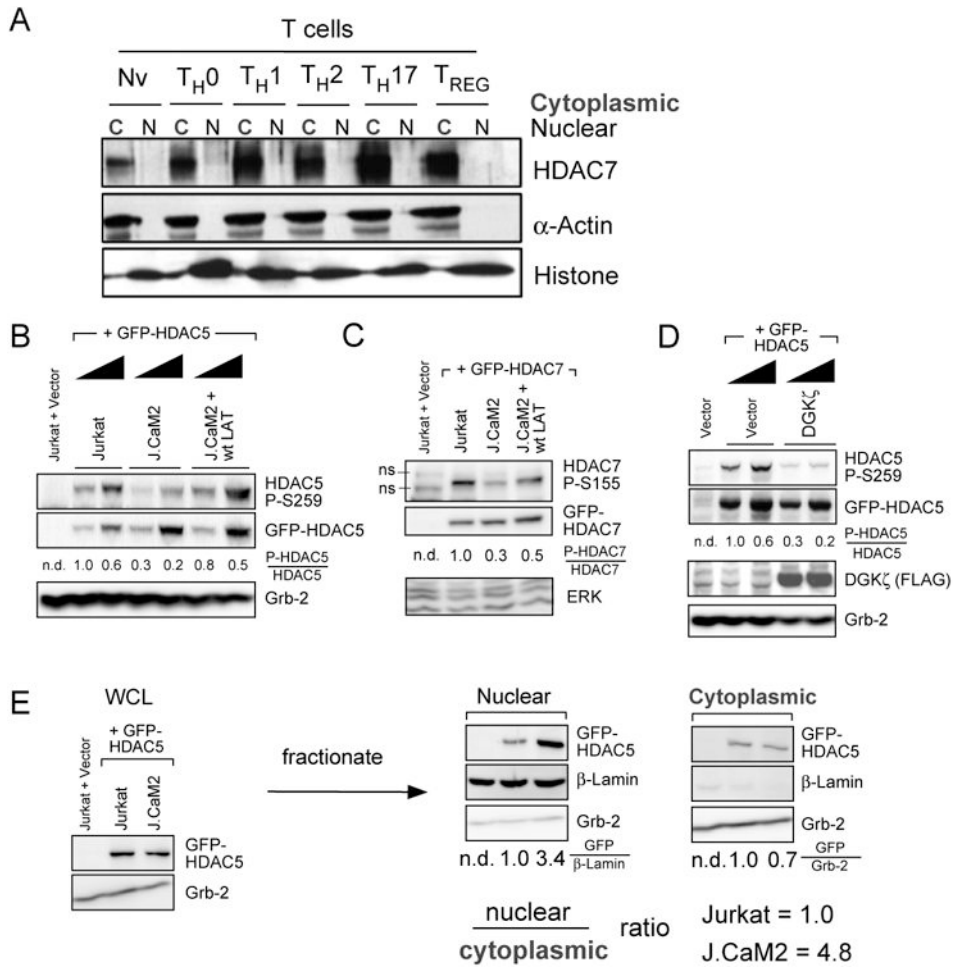 A
T cells
Nv TH0 TH1 TH2 TH17 TREG
Cytoplasmic
C N C N C N C N C N C N
Nuclear
HDAC7
α-Actin
Histone
B
+ GFP-HDAC5
Jurkat + Vector
Jurkat
J.CaM2
J.CaM2 +
wt LAT
HDAC5
P-S259
GFP-HDAC5
n.d. 1.0 0.6 0.3 0.2 0.8 0.5
P-HDAC5
HDAC5
Grb-2
C
+ GFP-HDAC7
Jurkat + Vector
Jurkat
J.CaM2
J.CaM2 +
wt LAT
ns
ns
HDAC7
P-S155
GFP-
HDAC7
n.d. 1.0 0.3 0.5
P-HDAC7
HDAC7
ERK
D
+ GFP-
HDAC5
Vector
Vector
DGKζ
HDAC5
P-S259
GFP-HDAC5
n.d. 1.0 0.6 0.3 0.2
P-HDAC5
HDAC5
DGKζ (FLAG)
Grb-2
E
WCL
+ GFP-
HDAC5
Jurkat + Vector
Jurkat
J.CaM2
GFP-
HDAC5
Grb-2
fractionate
Nuclear
GFP-
HDAC5
β-Lamin
Grb-2
n.d. 1.0 3.4
GFP
β-Lamin
Cytoplasmic
GFP-
HDAC5
β-Lamin
Grb-2
n.d. 1.0 0.7
GFP
Grb-2
nuclear
cytoplasmic
ratio
Jurkat = 1.0
J.CaM2 = 4.8